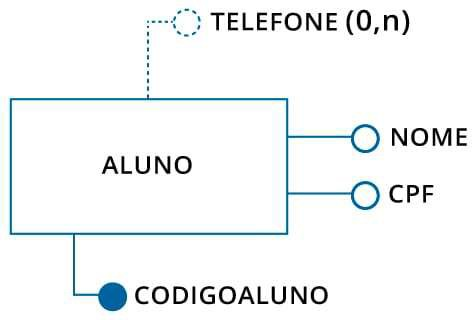 TELEFONE (0,n)
NOME
ALUNO
CPF
CODIGOALUNO